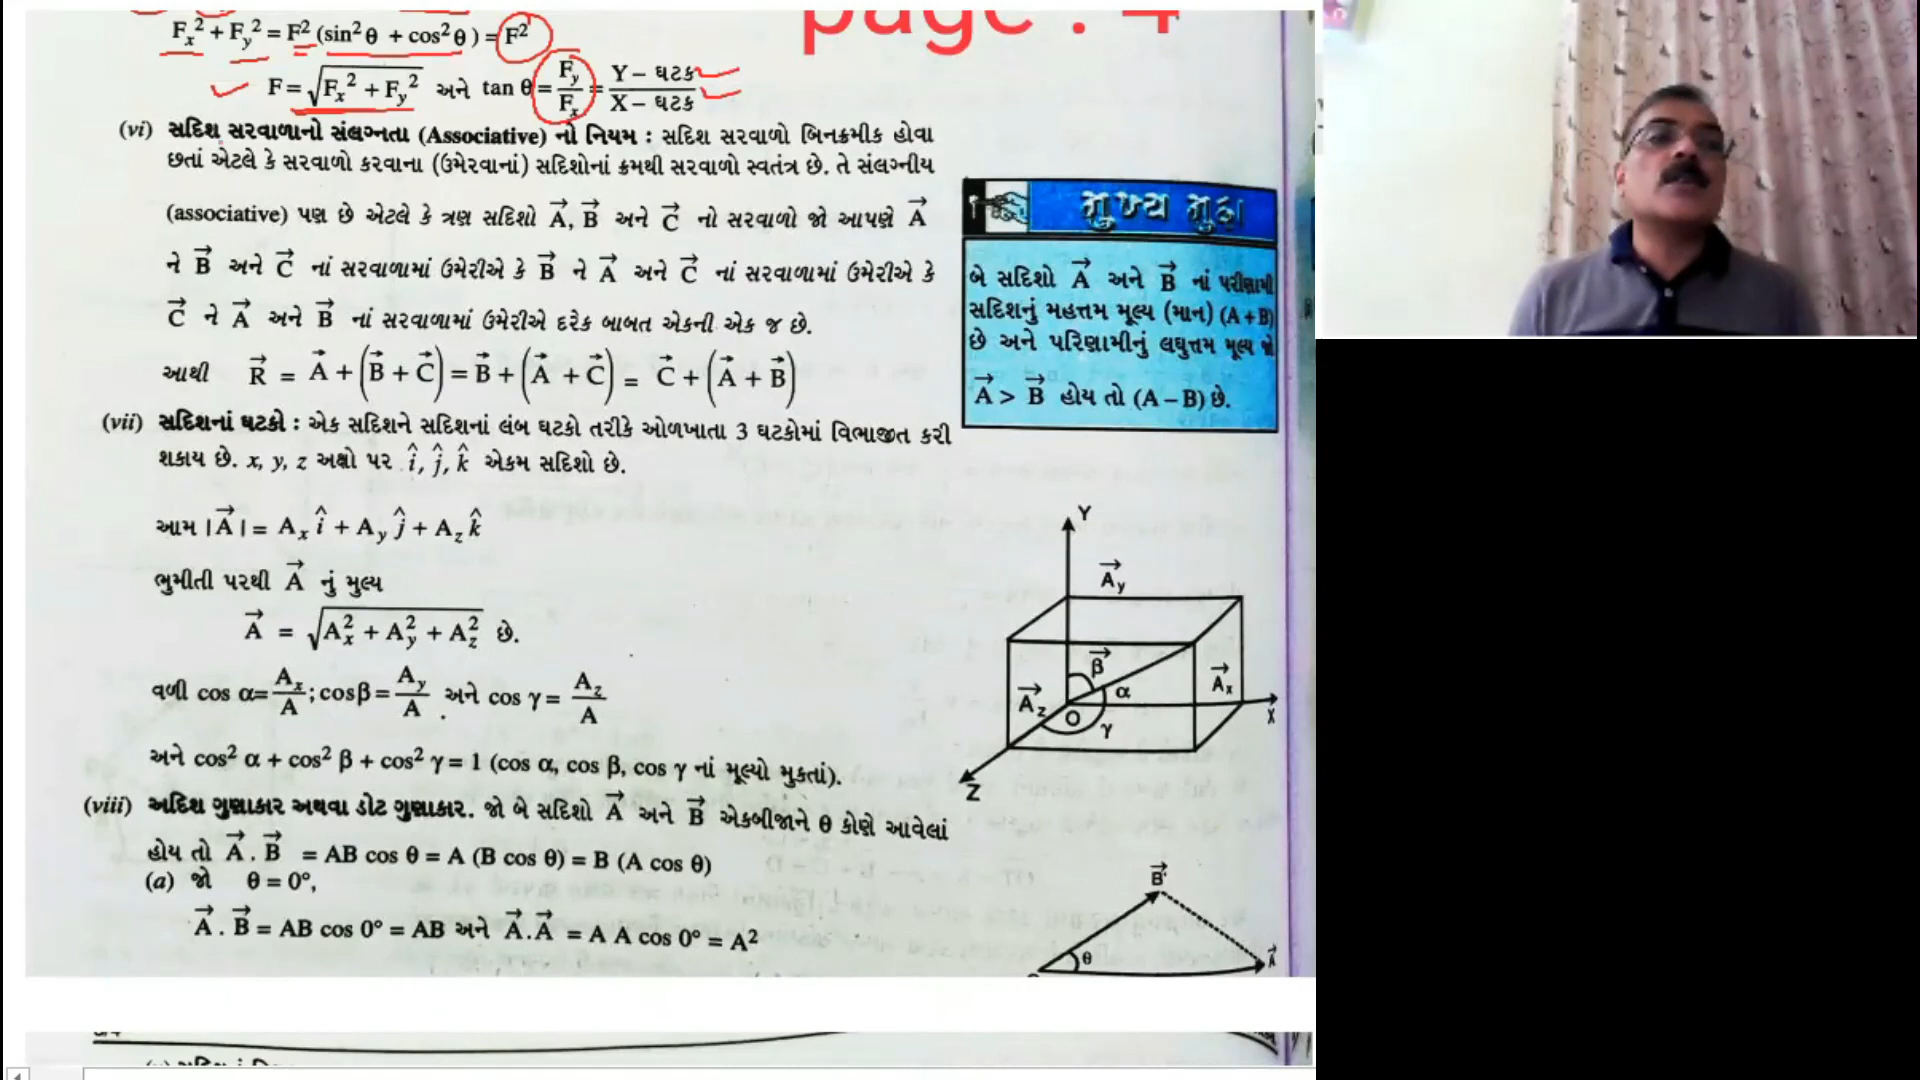 page : 4
Fx² + Fy² = F² (sin² θ + cos² θ ) = F²
F = √Fx² + Fy² અને tan θ = Fy/Fx = Y – ઘટક / X – ઘટક
(vi) સદિશ સરવાળાનો સંલગ્નતા (Associative) નો નિયમ : સદિશ સરવાળો બિનક્રમીક હોવા
છતાં એટલે કે સરવાળો કરવાના (ઉમેરવાનાં) સદિશોનાં ક્રમથી સરવાળો સ્વતંત્ર છે. તે સંલગ્નીય
(associative) પણ છે એટલે કે ત્રણ સદિશો A⃗, B⃗ અને C⃗ નો સરવાળો જો આપણે A⃗
ને B⃗ અને C⃗ નાં સરવાળામાં ઉમેરીએ કે B⃗ ને A⃗ અને C⃗ નાં સરવાળામાં ઉમેરીએ કે
C⃗ ને A⃗ અને B⃗ નાં સરવાળામાં ઉમેરીએ દરેક બાબત એકની એક જ છે.
આથી R⃗ = A⃗ + (B⃗ + C⃗) = B⃗ + (A⃗ + C⃗) = C⃗ + (A⃗ + B⃗)
મુખ્ય મુદ્દા
બે સદિશો A⃗ અને B⃗ નાં પરીણામી
સદિશનું મહત્તમ મૂલ્ય (માન) (A + B)
છે અને પરિણામીનું લઘુત્તમ મૂલ્ય જો
A⃗ > B⃗ હોય તો (A – B) છે.
(vii) સદિશનાં ઘટકો : એક સદિશને સદિશનાં લંબ ઘટકો તરીકે ઓળખાતા 3 ઘટકોમાં વિભાજીત કરી
શકાય છે. x, y, z અક્ષો પર î, ĵ, k̂ એકમ સદિશો છે.
આમ |A⃗| = Ax î + Ay ĵ + Az k̂
ભુમીતી પરથી A⃗ નું મુલ્ય
A⃗ = √Ax² + Ay² + Az² છે.
વળી cos α = Ax/A ; cos β = Ay/A અને cos γ = Az/A
અને cos² α + cos² β + cos² γ = 1 (cos α, cos β, cos γ નાં મૂલ્યો મુકતાં).
Y
A⃗y
β
α
A⃗x
A⃗z
O
γ
X
Z
(viii) અદિશ ગુણાકાર અથવા ડોટ ગુણાકાર. જો બે સદિશો A⃗ અને B⃗ એકબીજાને θ કોણે આવેલાં
હોય તો A⃗ . B⃗ = AB cos θ = A (B cos θ) = B (A cos θ)
(a) જો θ = 0°,
A⃗ . B⃗ = AB cos 0° = AB અને A⃗.A⃗ = A A cos 0° = A²
B⃗
θ
A⃗